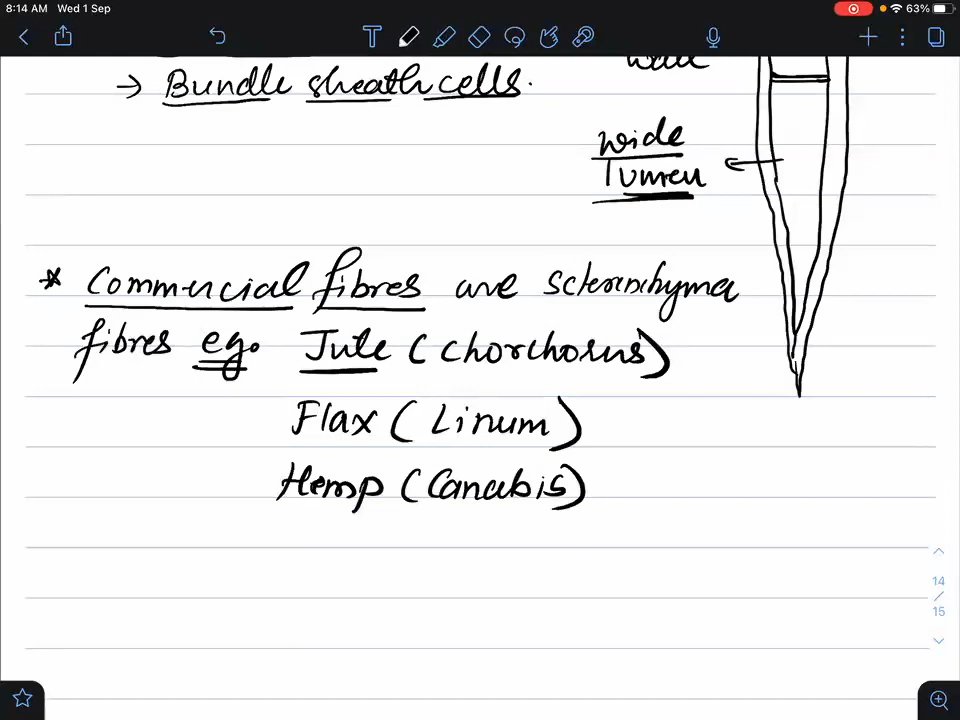 8:14 AM Wed 1 Sep
63%
→ Bundle sheath cells.
wide
lumen
* Commercial fibres are sclerenchyma
fibres eg. Jute (Chorchorus)
Flax (Linum)
Hemp (Canabis)
14
/
15